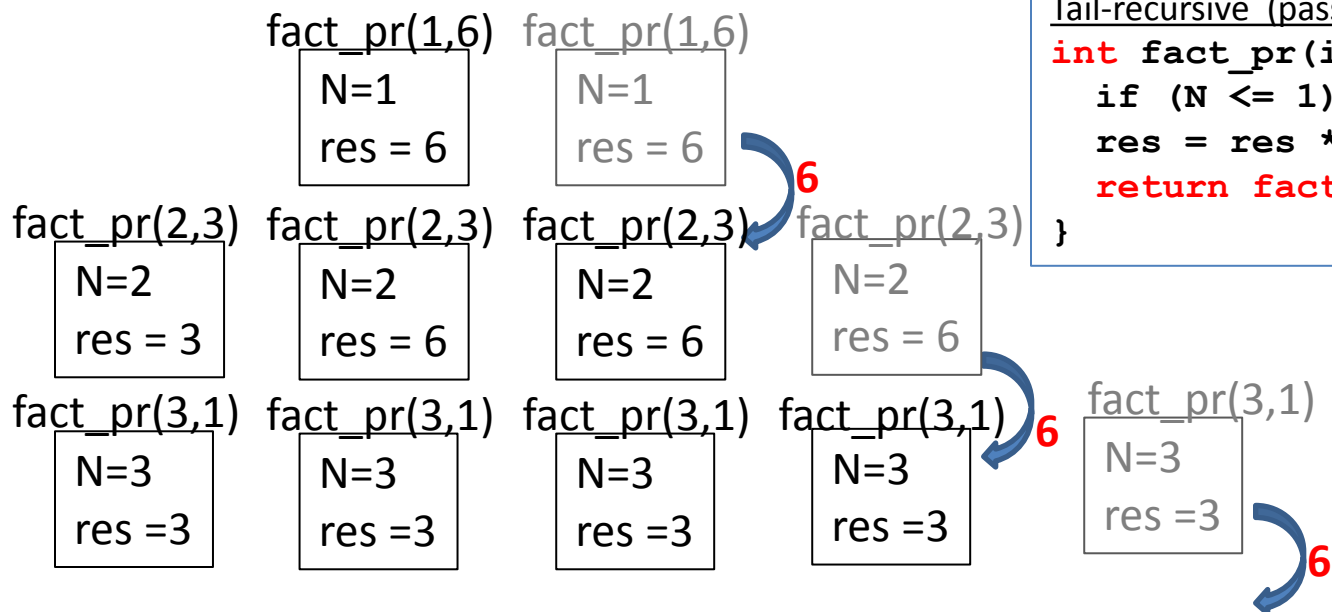 fact_pr(1,6) fact_pr(1,6)
N=1 N=1
res = 6 res = 6
6
fact_pr(2,3) fact_pr(2,3) fact_pr(2,3) fact_pr(2,3)
N=2 N=2 N=2 N=2
res = 3 res = 6 res = 6 res = 6
fact_pr(3,1) fact_pr(3,1) fact_pr(3,1) fact_pr(3,1) 6 fact_pr(3,1)
N=3 N=3 N=3 N=3 N=3
res =3 res =3 res =3 res =3 res =3
6
Tail-recursive (pass
int fact_pr(i
if (N <= 1)
res = res *
return fact
}